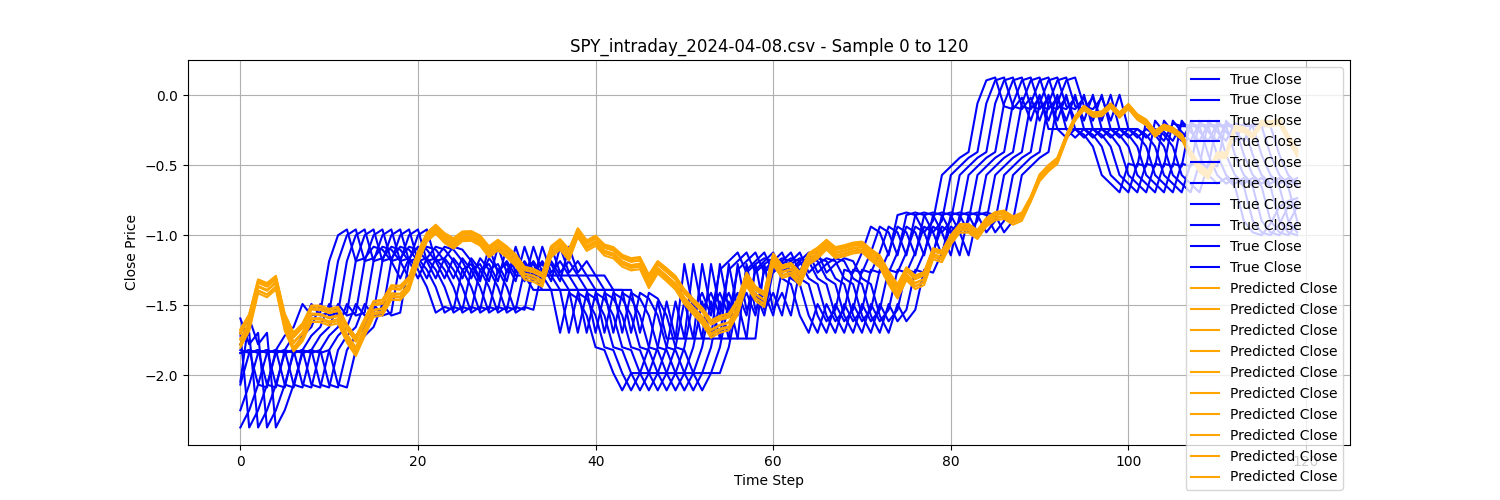 SPY_intraday_2024-04-08.csv - Sample 0 to 120
Close Price
0.0
−0.5
−1.0
−1.5
−2.0
0
20
40
60
80
100
120
Time Step
True Close
True Close
True Close
True Close
True Close
True Close
True Close
True Close
True Close
True Close
Predicted Close
Predicted Close
Predicted Close
Predicted Close
Predicted Close
Predicted Close
Predicted Close
Predicted Close
Predicted Close
Predicted Close